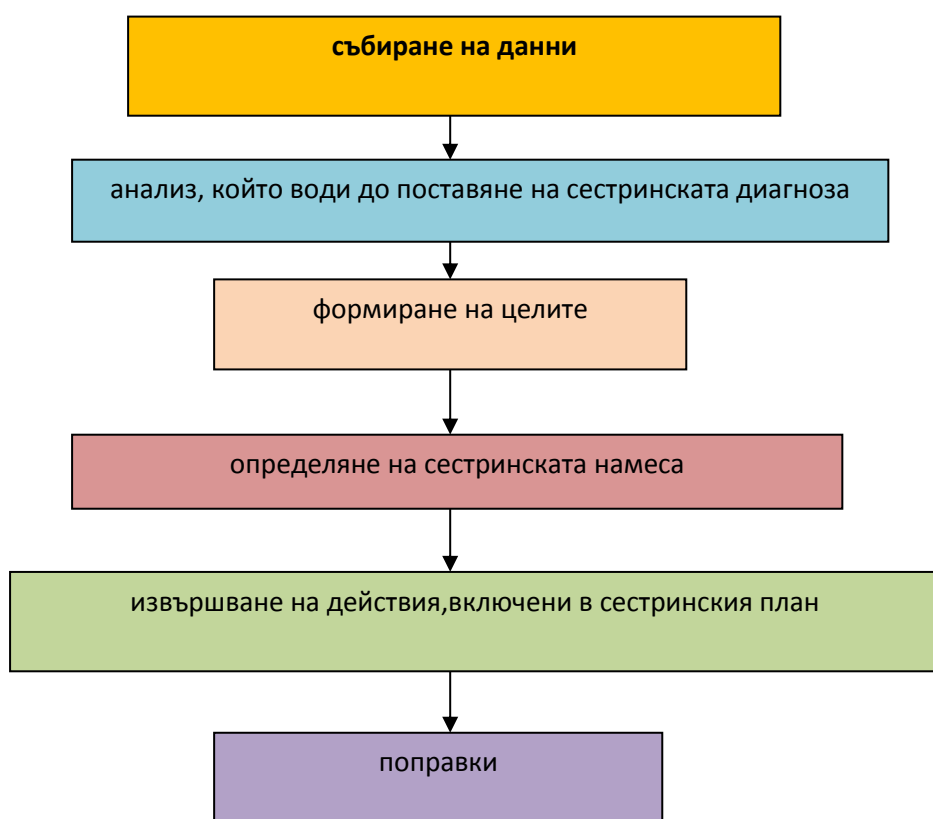 събиране на данни
анализ, който води до поставяне на сестринската диагноза
формиране на целите
определяне на сестринската намеса
извършване на действия,включени в сестринския план
поправки